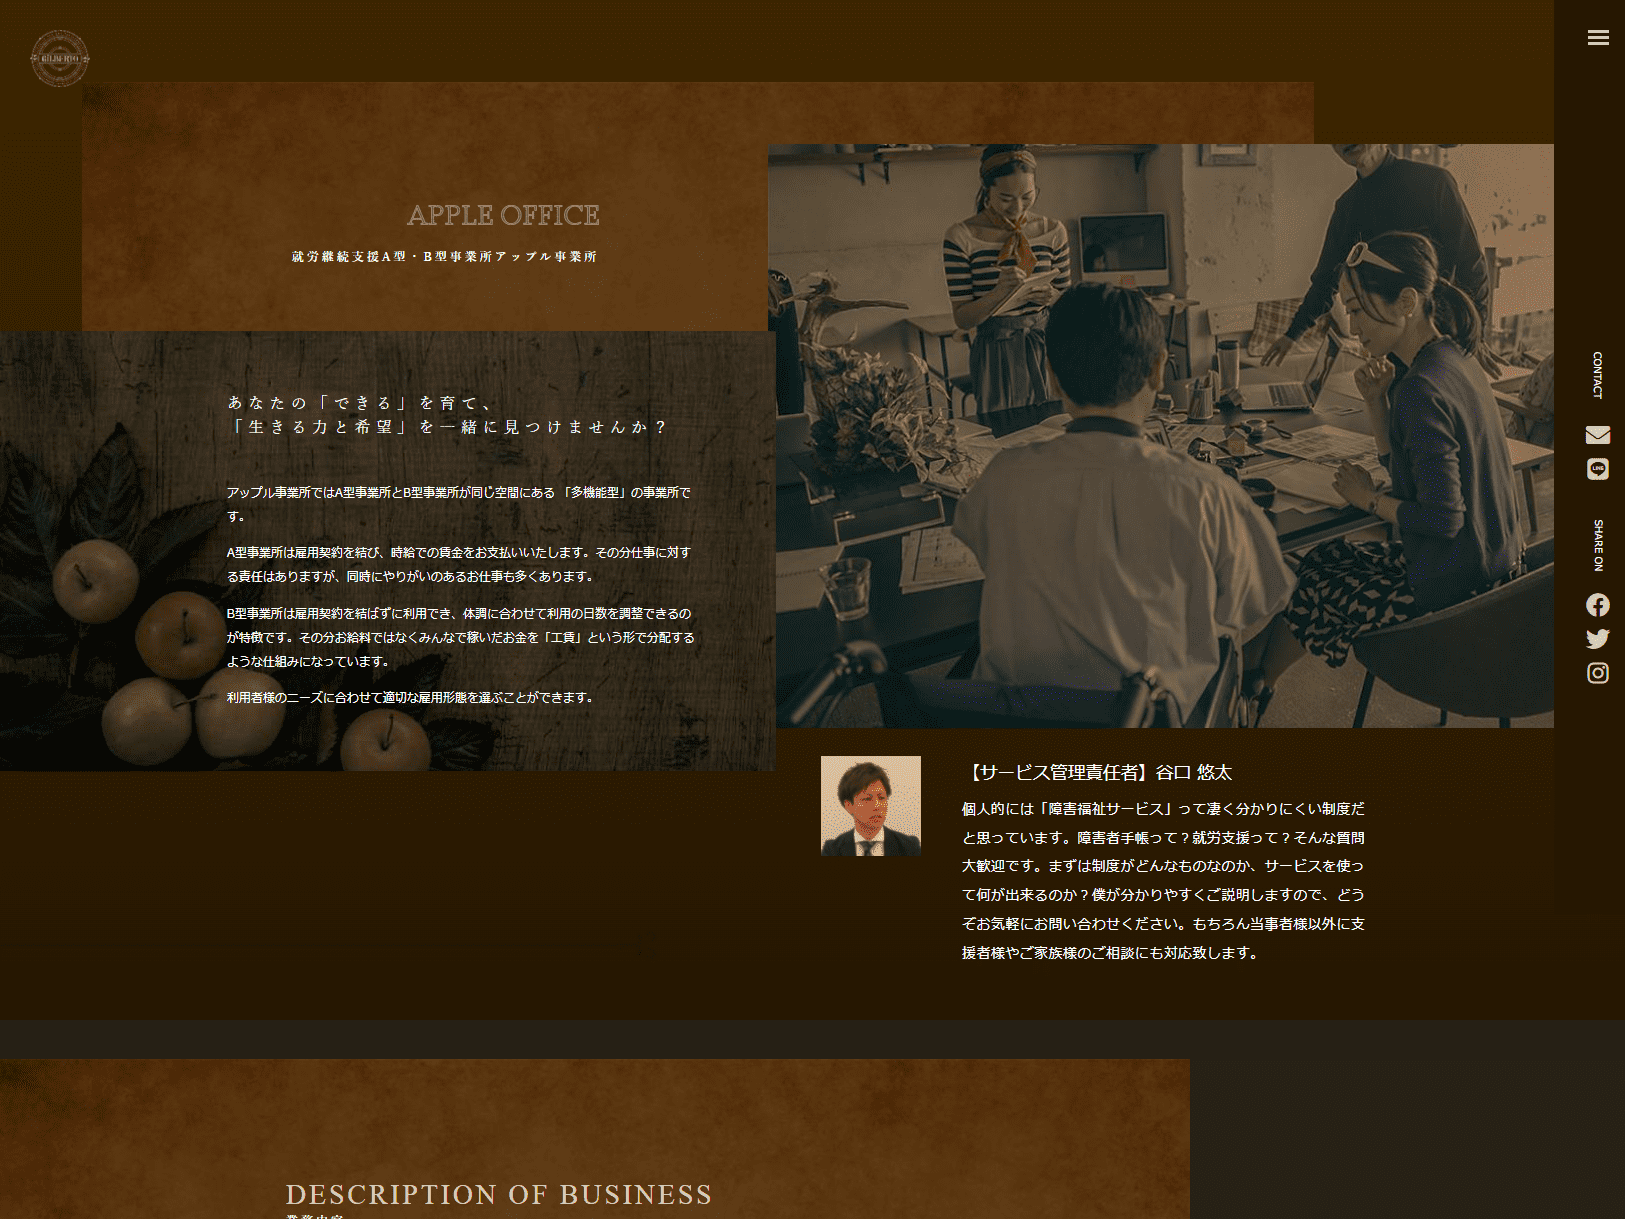 GILBERTO
APPLE OFFICE
就労継続支援A型・B型事業所アップル事業所
あなたの「できる」を育て、
「生きる力と希望」を一緒に見つけませんか？
アップル事業所ではA型事業所とB型事業所が同じ空間にある 「多機能型」の事業所で
す。
A型事業所は雇用契約を結び、時給での賃金をお支払いいたします。その分仕事に対す
る責任はありますが、同時にやりがいのあるお仕事も多くあります。
B型事業所は雇用契約を結ばずに利用でき、体調に合わせて利用の日数を調整できるの
が特徴です。その分お給料ではなくみんなで稼いだお金を「工賃」という形で分配する
ような仕組みになっています。
利用者様のニーズに合わせて適切な雇用形態を選ぶことができます。
【サービス管理責任者】谷口 悠太
個人的には「障害福祉サービス」って凄く分かりにくい制度だ
と思っています。障害者手帳って？就労支援って？そんな質問
大歓迎です。まずは制度がどんなものなのか、サービスを使っ
て何が出来るのか？僕が分かりやすくご説明しますので、どう
ぞお気軽にお問い合わせください。もちろん当事者様以外に支
援者様やご家族様のご相談にも対応致します。
CONTACT
LINE
SHARE ON
DESCRIPTION OF BUSINESS
業務内容